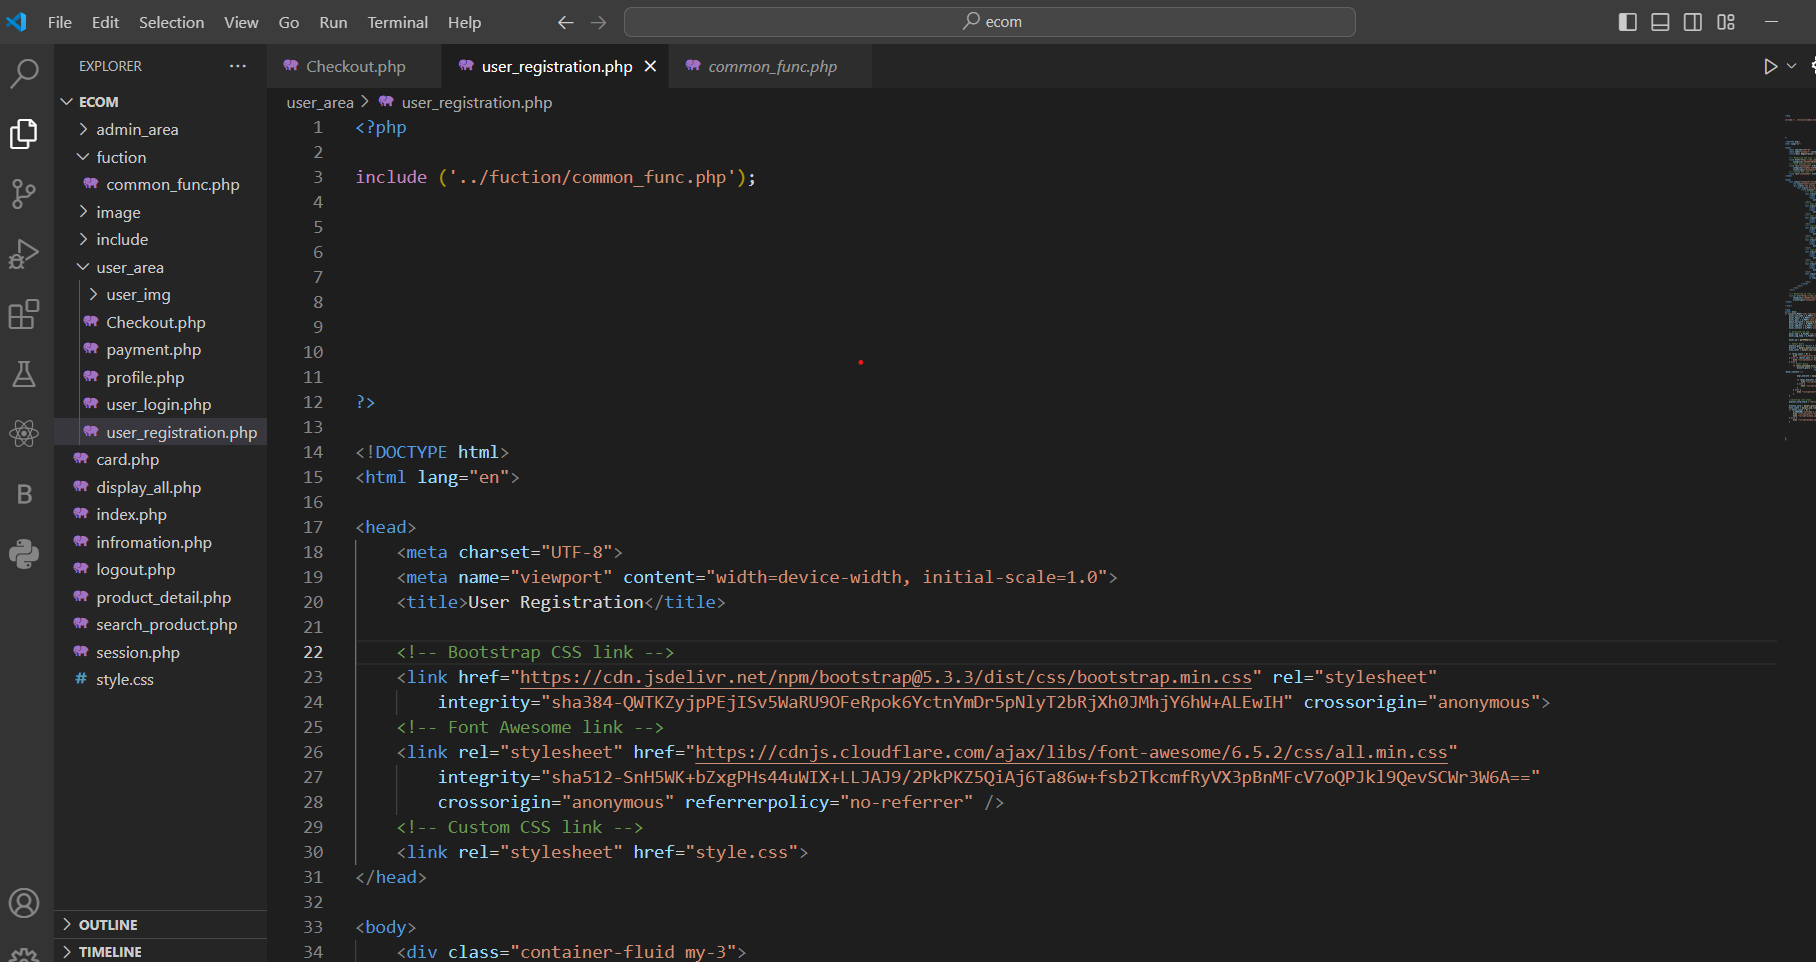 File Edit Selection View Go Run Terminal Help
ecom
EXPLORER
Checkout.php
user_registration.php
common_func.php
ECOM
admin_area
fuction
common_func.php
image
include
user_area
user_img
Checkout.php
payment.php
profile.php
user_login.php
user_registration.php
card.php
display_all.php
index.php
infromation.php
logout.php
product_detail.php
search_product.php
session.php
# style.css
OUTLINE
TIMELINE
B
user_area > user_registration.php
1 <?php
2
3 include ('../fuction/common_func.php');
4
5
6
7
8
9
10
11
12 ?>
13
14 <!DOCTYPE html>
15 <html lang="en">
16
17 <head>
18 <meta charset="UTF-8">
19 <meta name="viewport" content="width=device-width, initial-scale=1.0">
20 <title>User Registration</title>
21
22 <!-- Bootstrap CSS link -->
23 <link href="https://cdn.jsdelivr.net/npm/bootstrap@5.3.3/dist/css/bootstrap.min.css" rel="stylesheet"
24 integrity="sha384-QWTKZyjpPEjISv5WaRU9OFeRpok6YctnYmDr5pNlyT2bRjXh0JMhjY6hW+ALEwIH" crossorigin="anonymous">
25 <!-- Font Awesome link -->
26 <link rel="stylesheet" href="https://cdnjs.cloudflare.com/ajax/libs/font-awesome/6.5.2/css/all.min.css"
27 integrity="sha512-SnH5WK+bZxgPHs44uWIX+LLJAJ9/2PkPKZ5QiAj6Ta86w+fsb2TkcmfRyVX3pBnMFcV7oQPJkl9QevSCWr3W6A=="
28 crossorigin="anonymous" referrerpolicy="no-referrer" />
29 <!-- Custom CSS link -->
30 <link rel="stylesheet" href="style.css">
31 </head>
32
33 <body>
34 <div class="container-fluid my-3">